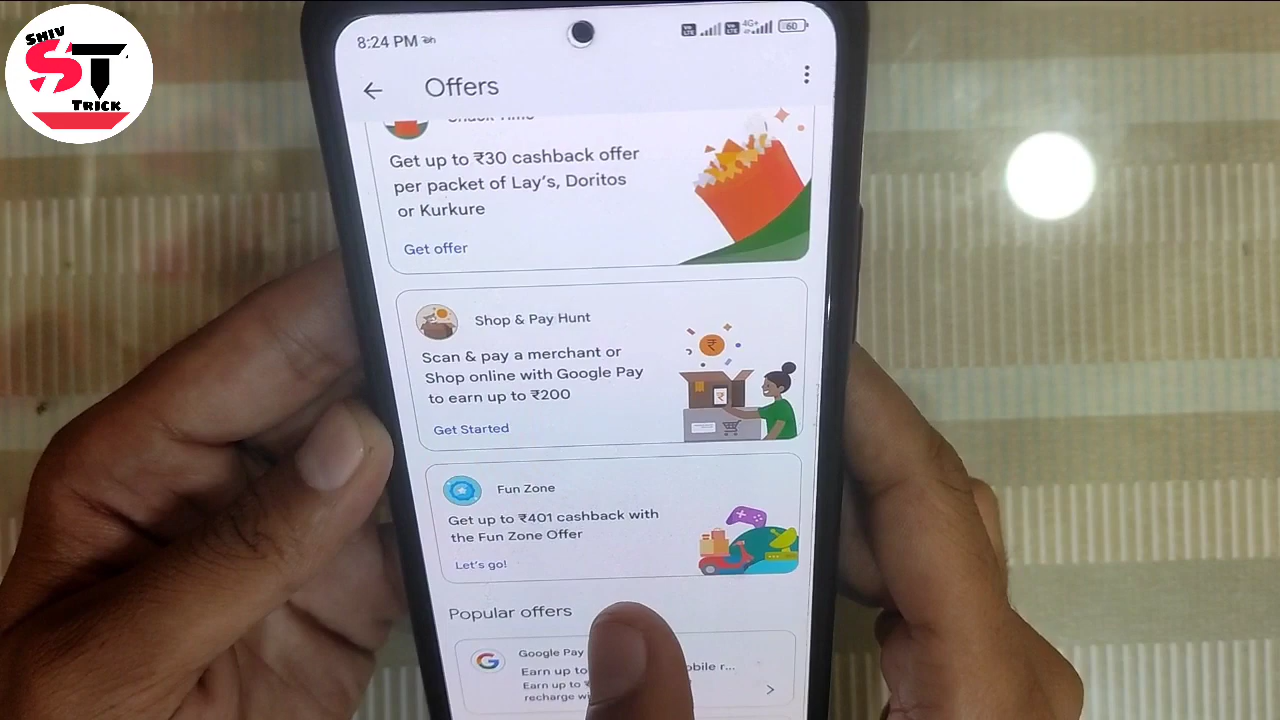 SHIV
ST
TRICK
8:24 PM
4G+
60
Offers
Snack Time
Get up to ₹30 cashback offer
per packet of Lay's, Doritos
or Kurkure
Get offer
Shop & Pay Hunt
Scan & pay a merchant or
Shop online with Google Pay
to earn up to ₹200
Get Started
Fun Zone
Get up to ₹401 cashback with
the Fun Zone Offer
Let's go!
Popular offers
Google Pay
Earn up to
Earn up to
recharge